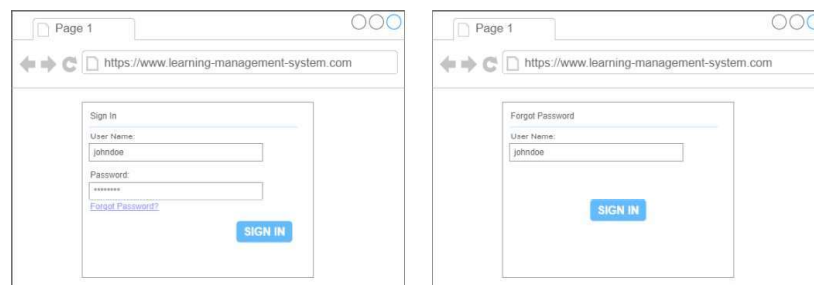 Page 1
https://www.learning-management-system.com
Sign In
User Name:
johndoe
Password:
********
Forgot Password?
SIGN IN
Page 1
https://www.learning-management-system.com
Forgot Password
User Name:
johndoe
SIGN IN